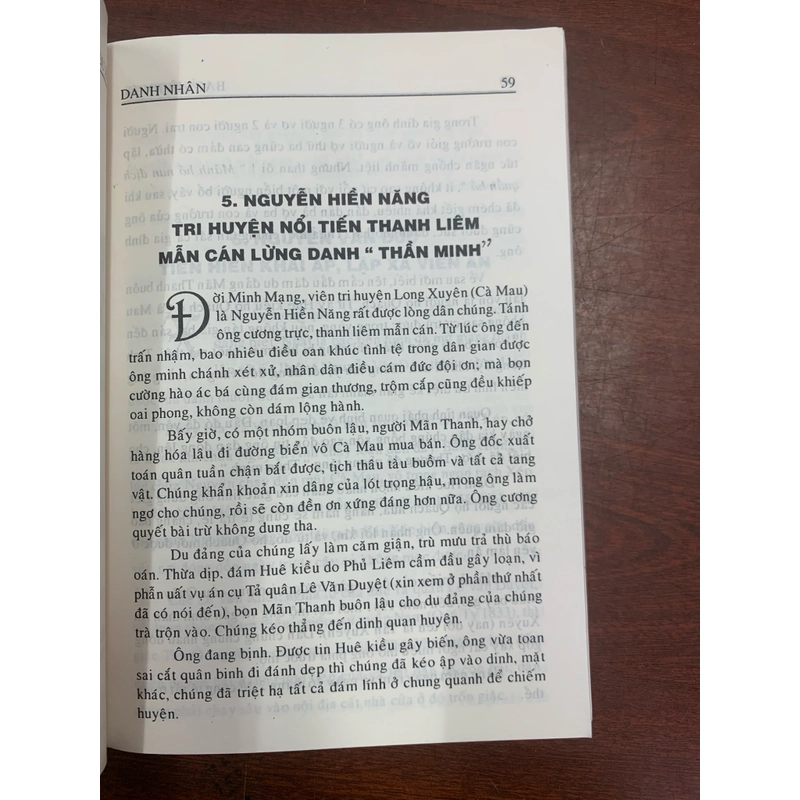 DANH NHÂN 59
5. NGUYỄN HIỀN NĂNG
TRI HUYỆN NỔI TIẾN THANH LIÊM
MẪN CÁN LỪNG DANH “ THẦN MINH”
Đời Minh Mạng, viên tri huyện Long Xuyên (Cà Mau)
là Nguyễn Hiền Năng rất được lòng dân chúng. Tánh
ông cương trực, thanh liêm mẫn cán. Từ lúc ông đến
trấn nhậm, bao nhiêu điều oan khúc tình tệ trong dân gian được
ông minh chánh xét xử, nhân dân điều cám đức đội ơn; mà bọn
cường hào ác bá cùng đám gian thương, trộm cắp cũng đều khiếp
oai phong, không còn dám lộng hành.
Bấy giờ, có một nhóm buôn lậu, người Mãn Thanh, hay chở
hàng hóa lậu đi đường biển vô Cà Mau mua bán. Ông đốc xuất
toán quân tuần chận bắt được, tịch thâu tàu buồm và tất cả tang
vật. Chúng khẩn khoản xin dâng của lót trọng hậu, mong ông làm
ngơ cho chúng, rồi sẽ còn đền ơn xứng đáng hơn nữa. Ông cương
quyết bài trừ không dung tha.
Du đảng của chúng lấy làm căm giận, trù mưu trả thù báo
oán. Thừa dịp, đám Huê kiều do Phủ Liêm cầm đầu gây loạn, vì
phẫn uất vụ án cụ Tả quân Lê Văn Duyệt (xin xem ở phần thứ nhất
đã có nói đến), bọn Mãn Thanh buôn lậu cho dụ đảng của chúng
trà trộn vào. Chúng kéo thẳng đến dinh quan huyện.
Ông đang bịnh. Được tin Huê kiều gây biến, ông vừa toan
sai cắt quân binh đi đánh dẹp thì chúng đã kéo ập vào dinh, mặt
khác, chúng đã triệt hạ tất cả đám lính ở chung quanh để chiếm
huyện.